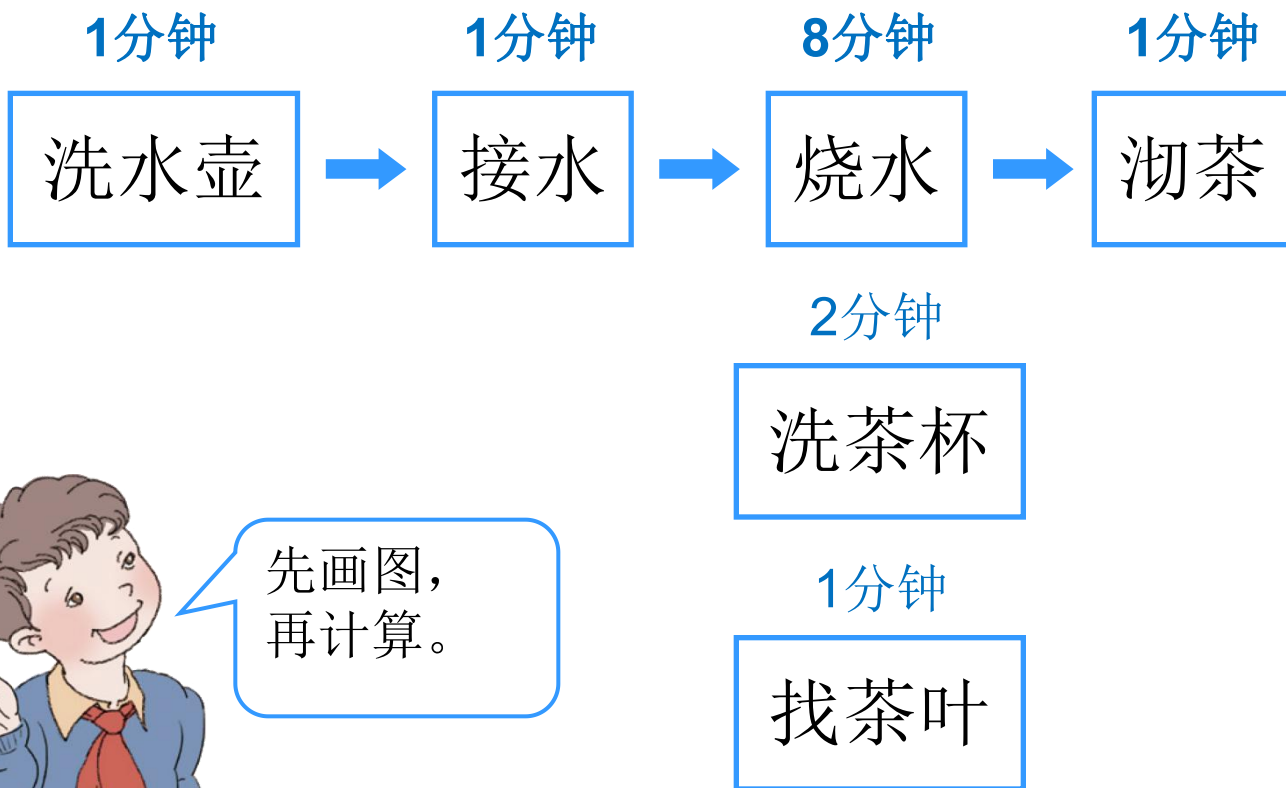 1分钟 1分钟 8分钟 1分钟
洗水壶 接水 烧水 沏茶
2分钟
洗茶杯
先画图，
再计算。
1分钟
找茶叶